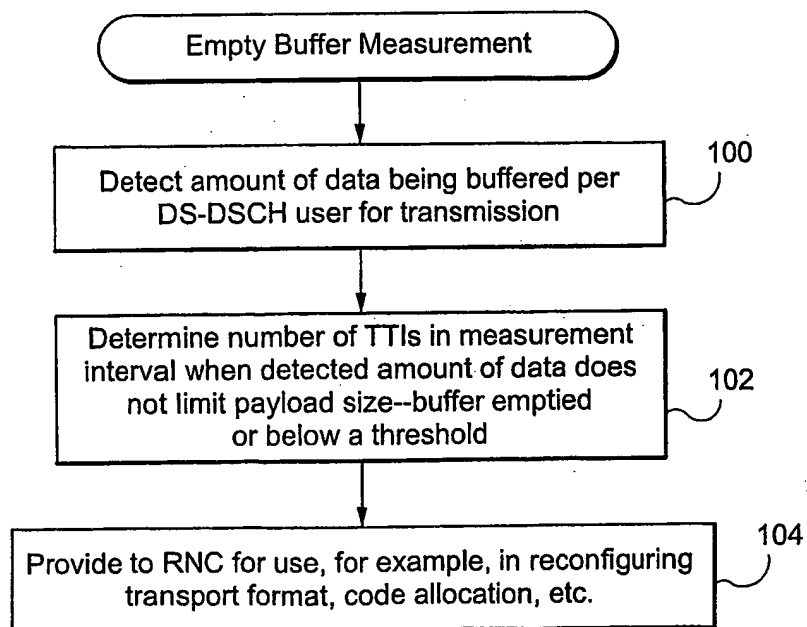 Empty Buffer Measurement
100
Detect amount of data being buffered per
DS-DSCH user for transmission
Determine number of TTIs in measurement
interval when detected amount of data does
not limit payload size--buffer emptied
or below a threshold
102
104
Provide to RNC for use, for example, in reconfiguring
transport format, code allocation, etc.